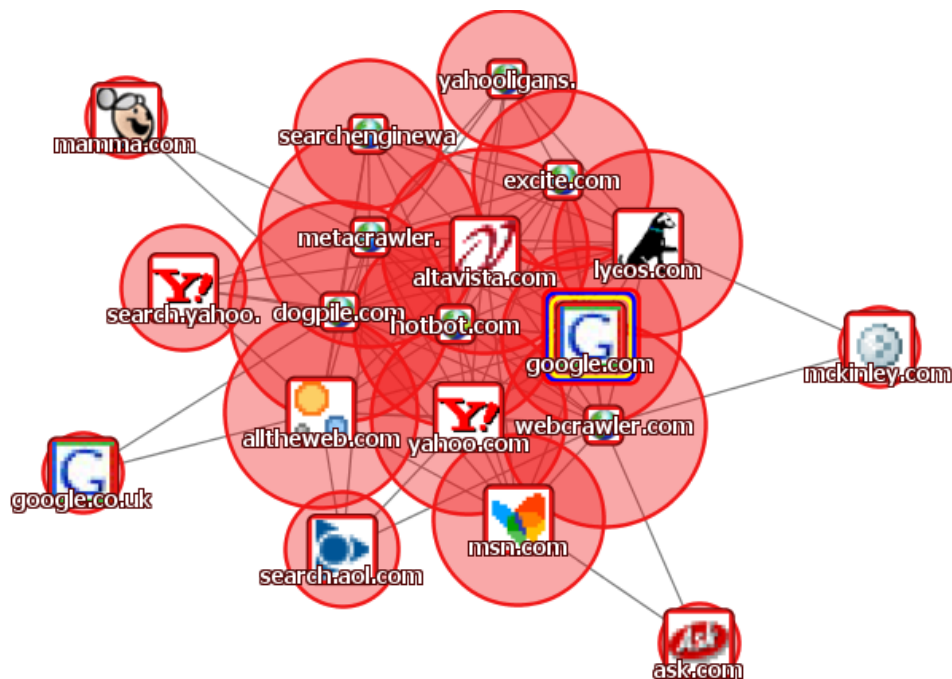 yahooligans.
mamma.com
searchenginewa
excite.com
metacrawler.
altavista.com
lycos.com
search.yahoo.
dogpile.com
hotbot.com
google.com
mckinley.com
alltheweb.com
yahoo.com
webcrawler.com
google.co.uk
msn.com
search.aol.com
ask.com